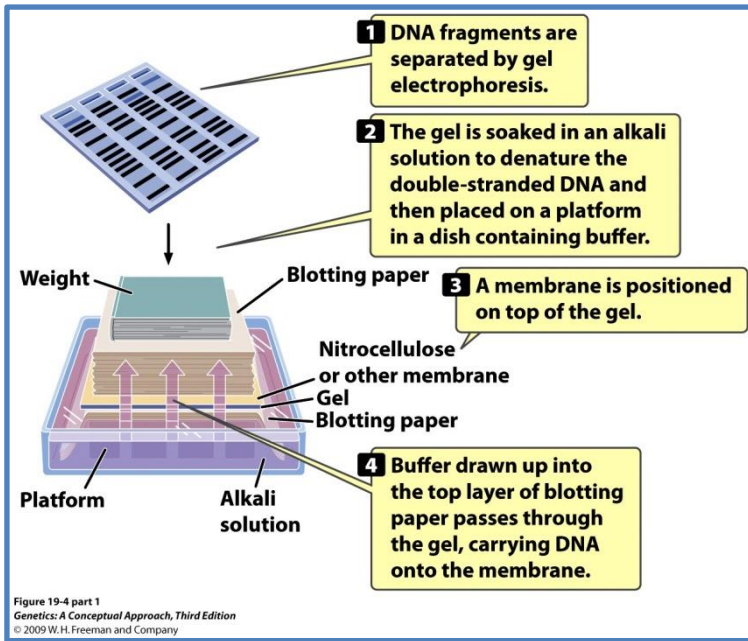 1 DNA fragments are
separated by gel
electrophoresis.
2 The gel is soaked in an alkali
solution to denature the
double-stranded DNA and
then placed on a platform
in a dish containing buffer.
Weight
Blotting paper
3 A membrane is positioned
on top of the gel.
Nitrocellulose
or other membrane
Gel
Blotting paper
Platform
Alkali
solution
4 Buffer drawn up into
the top layer of blotting
paper passes through
the gel, carrying DNA
onto the membrane.
Figure 19-4 part 1
Genetics: A Conceptual Approach, Third Edition
© 2009 W. H. Freeman and Company